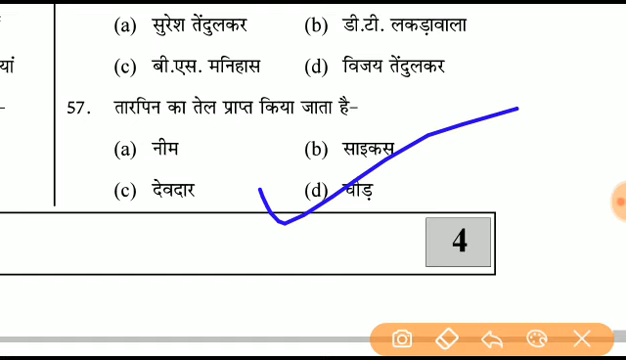 (a) सुरेश तेंदुलकर (b) डी.टी. लकड़ावाला
यां (c) बी.एस. मनिहास (d) विजय तेंदुलकर
57. तारपिन का तेल प्राप्त किया जाता है-
(a) नीम (b) साइकस
(c) देवदार (d) चीड़
4